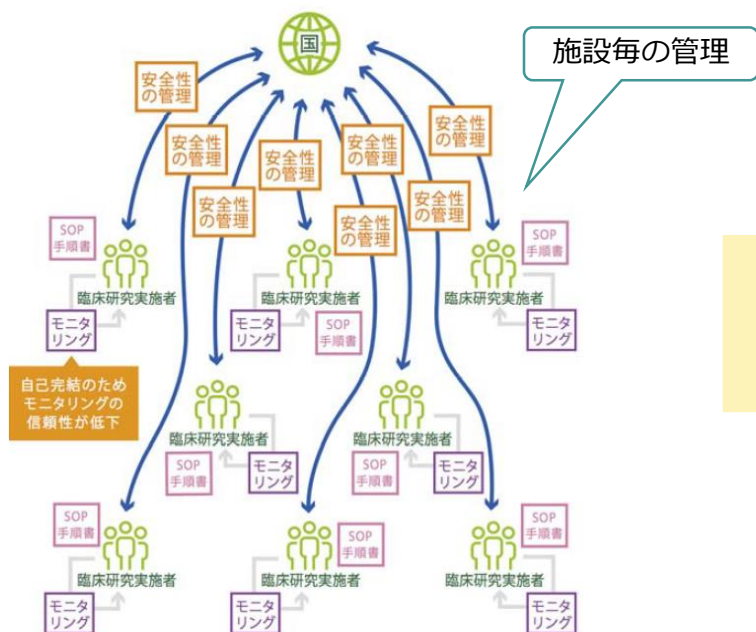 国
施設毎の管理
安全性
の管理
安全性
の管理
安全性
の管理
安全性
の管理
安全性
の管理
安全性
の管理
安全性
の管理
安全性
の管理
SOP
手順書
臨床研究実施者
モニタ
リング
自己完結のため
モニタリングの
信頼性が低下
臨床研究実施者
モニタ
リング
SOP
手順書
SOP
手順書
臨床研究実施者
モニタ
リング
臨床研究実施者
SOP
手順書
モニタ
リング
臨床研究実施者
SOP
手順書
モニタ
リング
SOP
手順書
臨床研究実施者
モニタ
リング
SOP
手順書
臨床研究実施者
モニタ
リング
SOP
手順書
臨床研究実施者
モニタ
リング